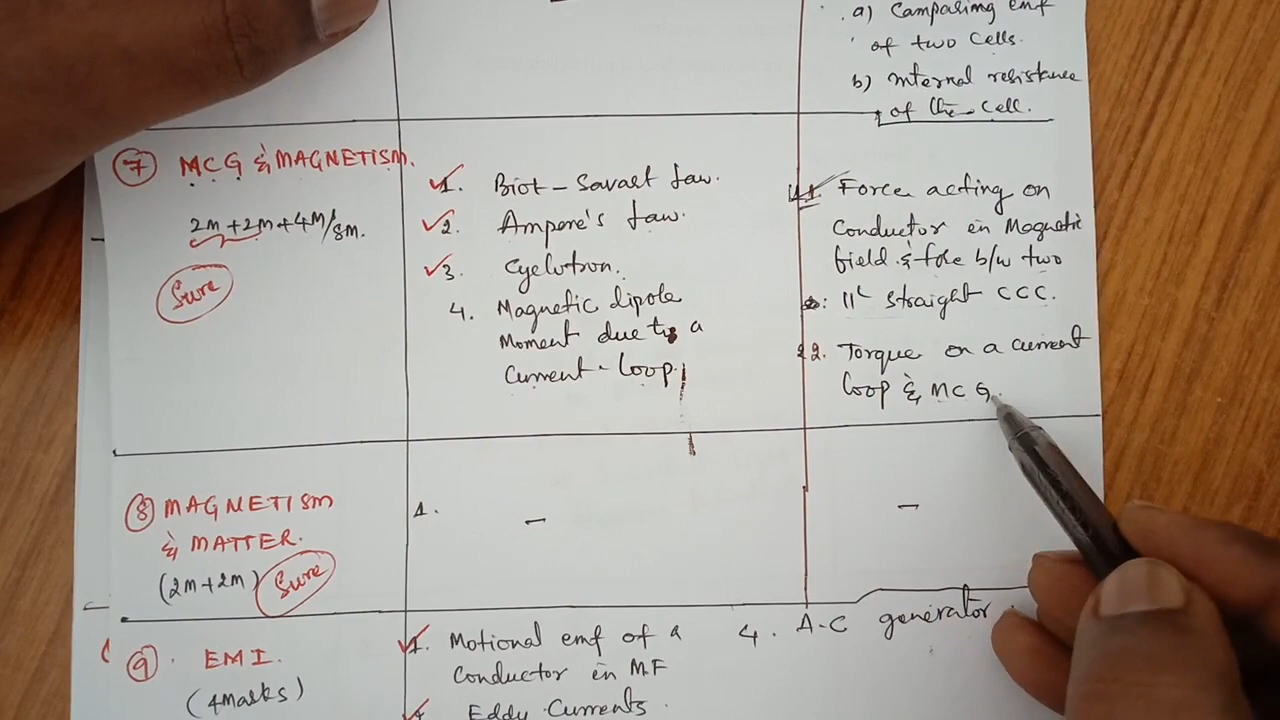 a) Comparing emf
of two cells.
b) internal resistance
of the cell.
7 MCG & MAGNETISM.
2m + 2m + 4M/8m.
Sure
1. Biot-Savart law.
2. Ampere's law.
3. Cyclotron.
4. Magnetic dipole
Moment due to a
Current-loop.
1. Force acting on
Conductor in Magnetic
field & force b/w two
11L straight CCC.
2. Torque on a current
loop & MCG.
8 MAGNETISM
& MATTER.
(2m+2m) Sure
1. -
-
9. EMI.
(4Marks)
1. Motional emf of a
Conductor in MF
Eddy Currents.
4. A-C generator.